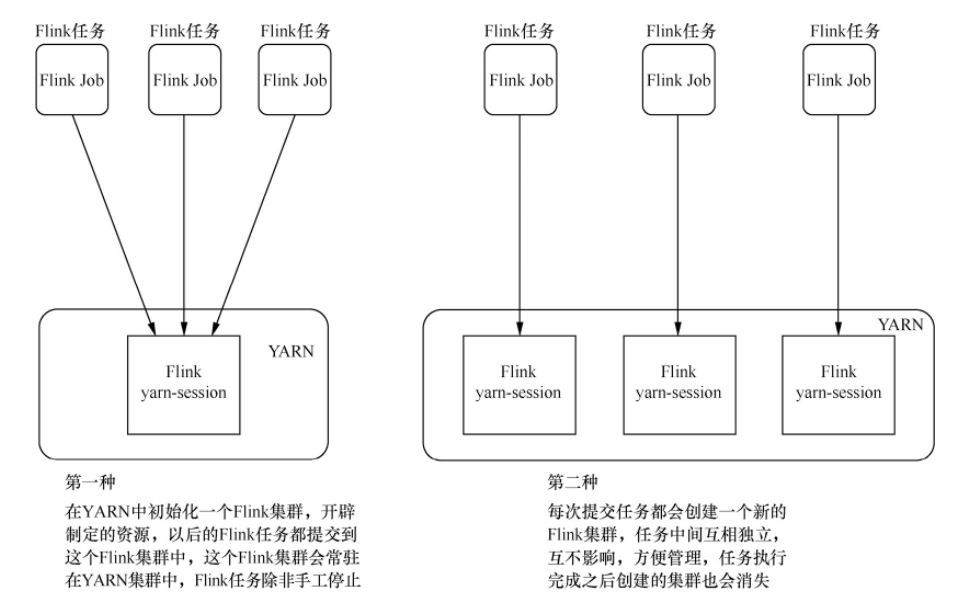 Flink任务 Flink任务 Flink任务 Flink任务 Flink任务 Flink任务
Flink Job Flink Job Flink Job Flink Job Flink Job Flink Job
YARN
Flink
yarn-session
YARN
Flink Flink Flink
yarn-session yarn-session yarn-session
第一种
在YARN中初始化一个Flink集群，开辟
制定的资源，以后的Flink任务都提交到
这个Flink集群中，这个Flink集群会常驻
在YARN集群中，Flink任务除非手工停止
第二种
每次提交任务都会创建一个新的
Flink集群，任务中间互相独立，
互不影响，方便管理，任务执行
完成之后创建的集群也会消失